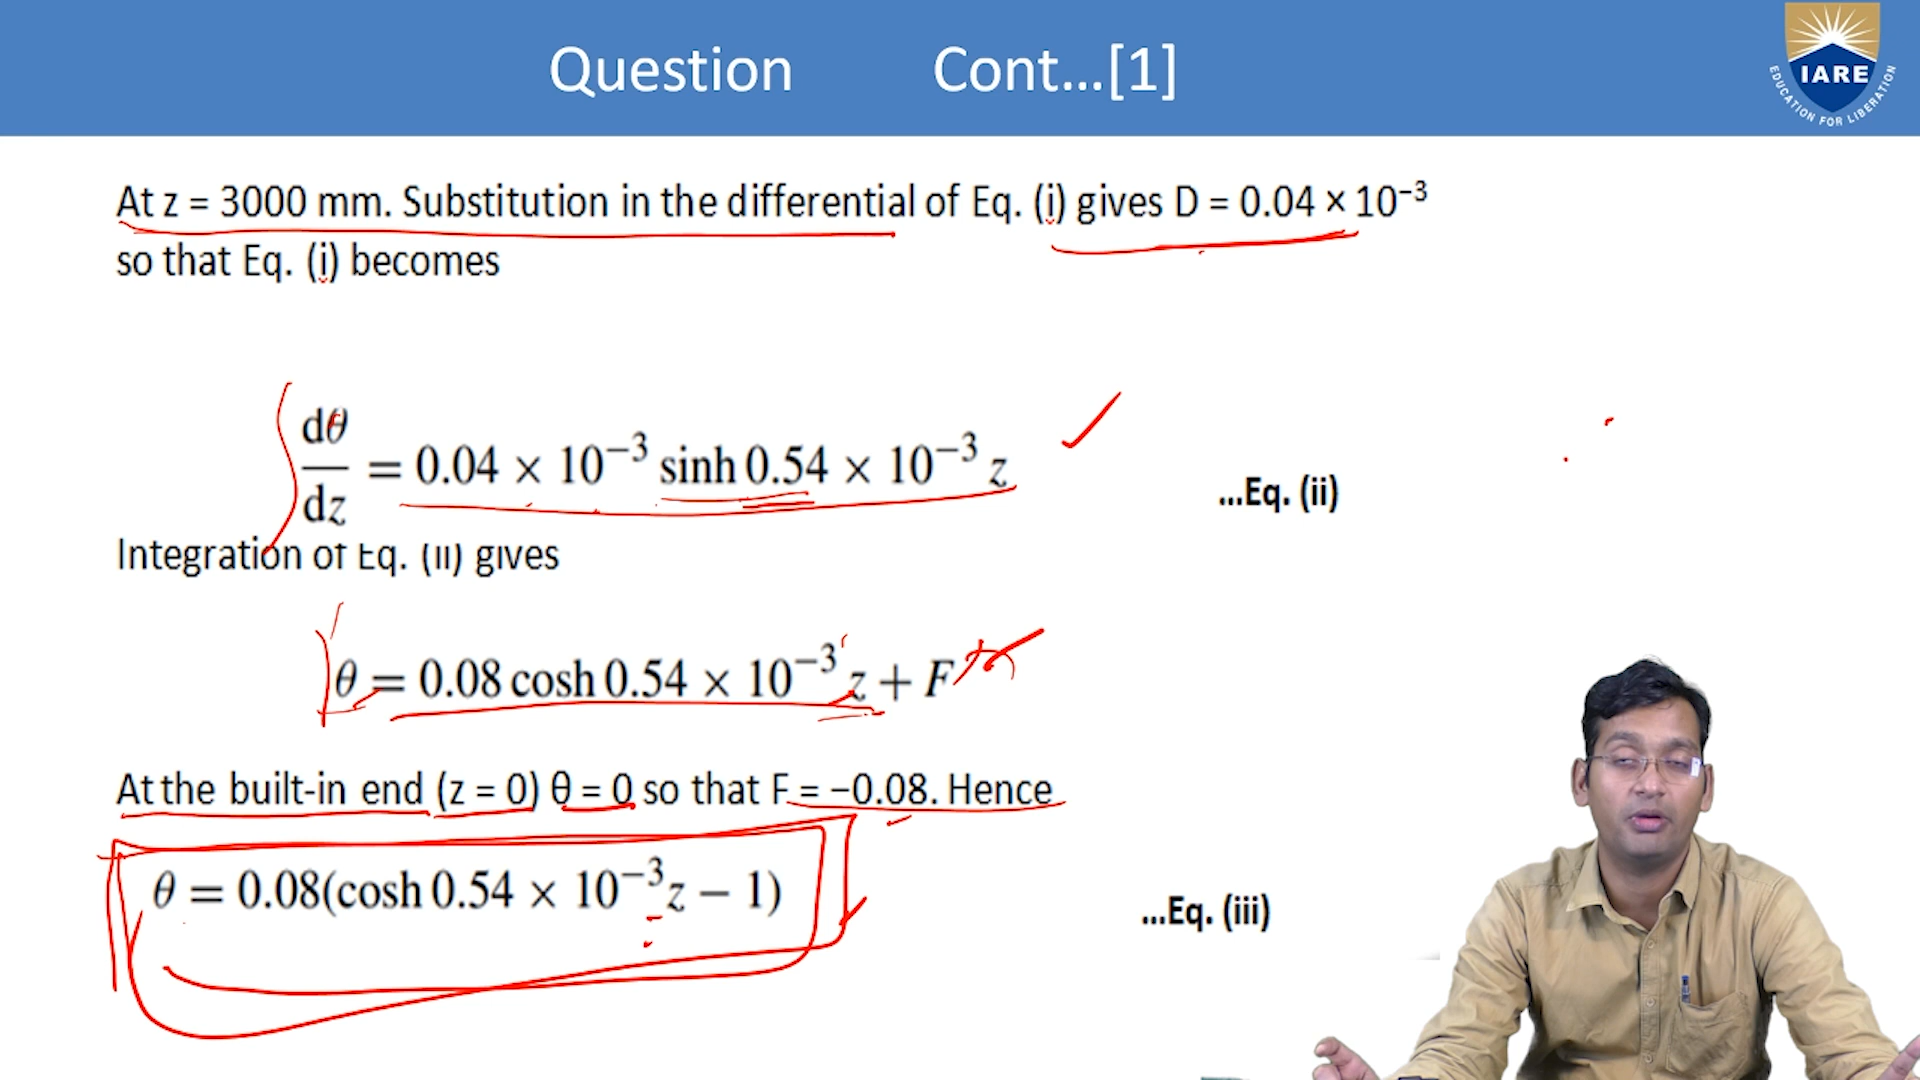 Question Cont...[1]
IARE
EDUCATION FOR LIBERATION
At z = 3000 mm. Substitution in the differential of Eq. (i) gives D = 0.04 × 10⁻³
so that Eq. (i) becomes
dθ/dz = 0.04 × 10⁻³ sinh 0.54 × 10⁻³ z
...Eq. (ii)
Integration of Eq. (ii) gives
θ = 0.08 cosh 0.54 × 10⁻³ z + F
At the built-in end (z = 0) θ = 0 so that F = −0.08. Hence
θ = 0.08(cosh 0.54 × 10⁻³z − 1)
...Eq. (iii)